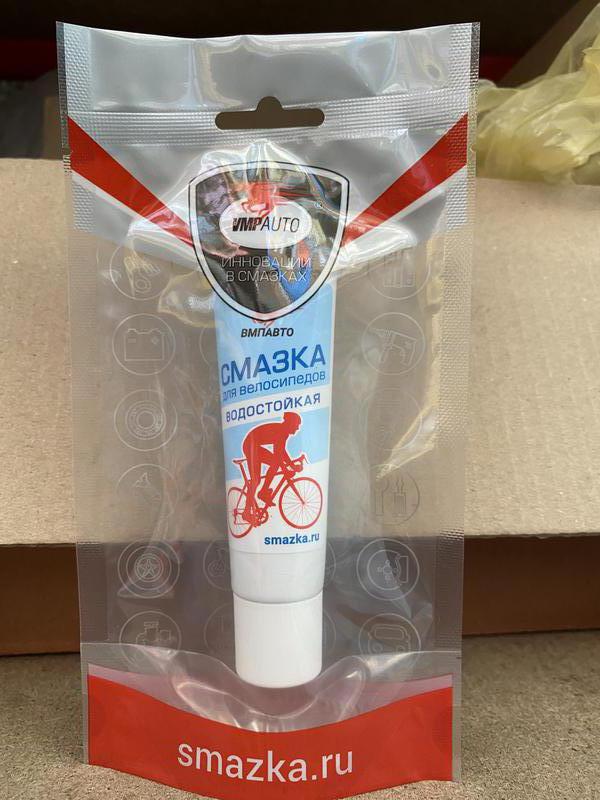 VMPAUTO
®
ИННОВАЦИИ
В СМАЗКАХ
ВМПАВТО
СМАЗКА
для велосипедов
ВОДОСТОЙКАЯ
smazka.ru
smazka.ru